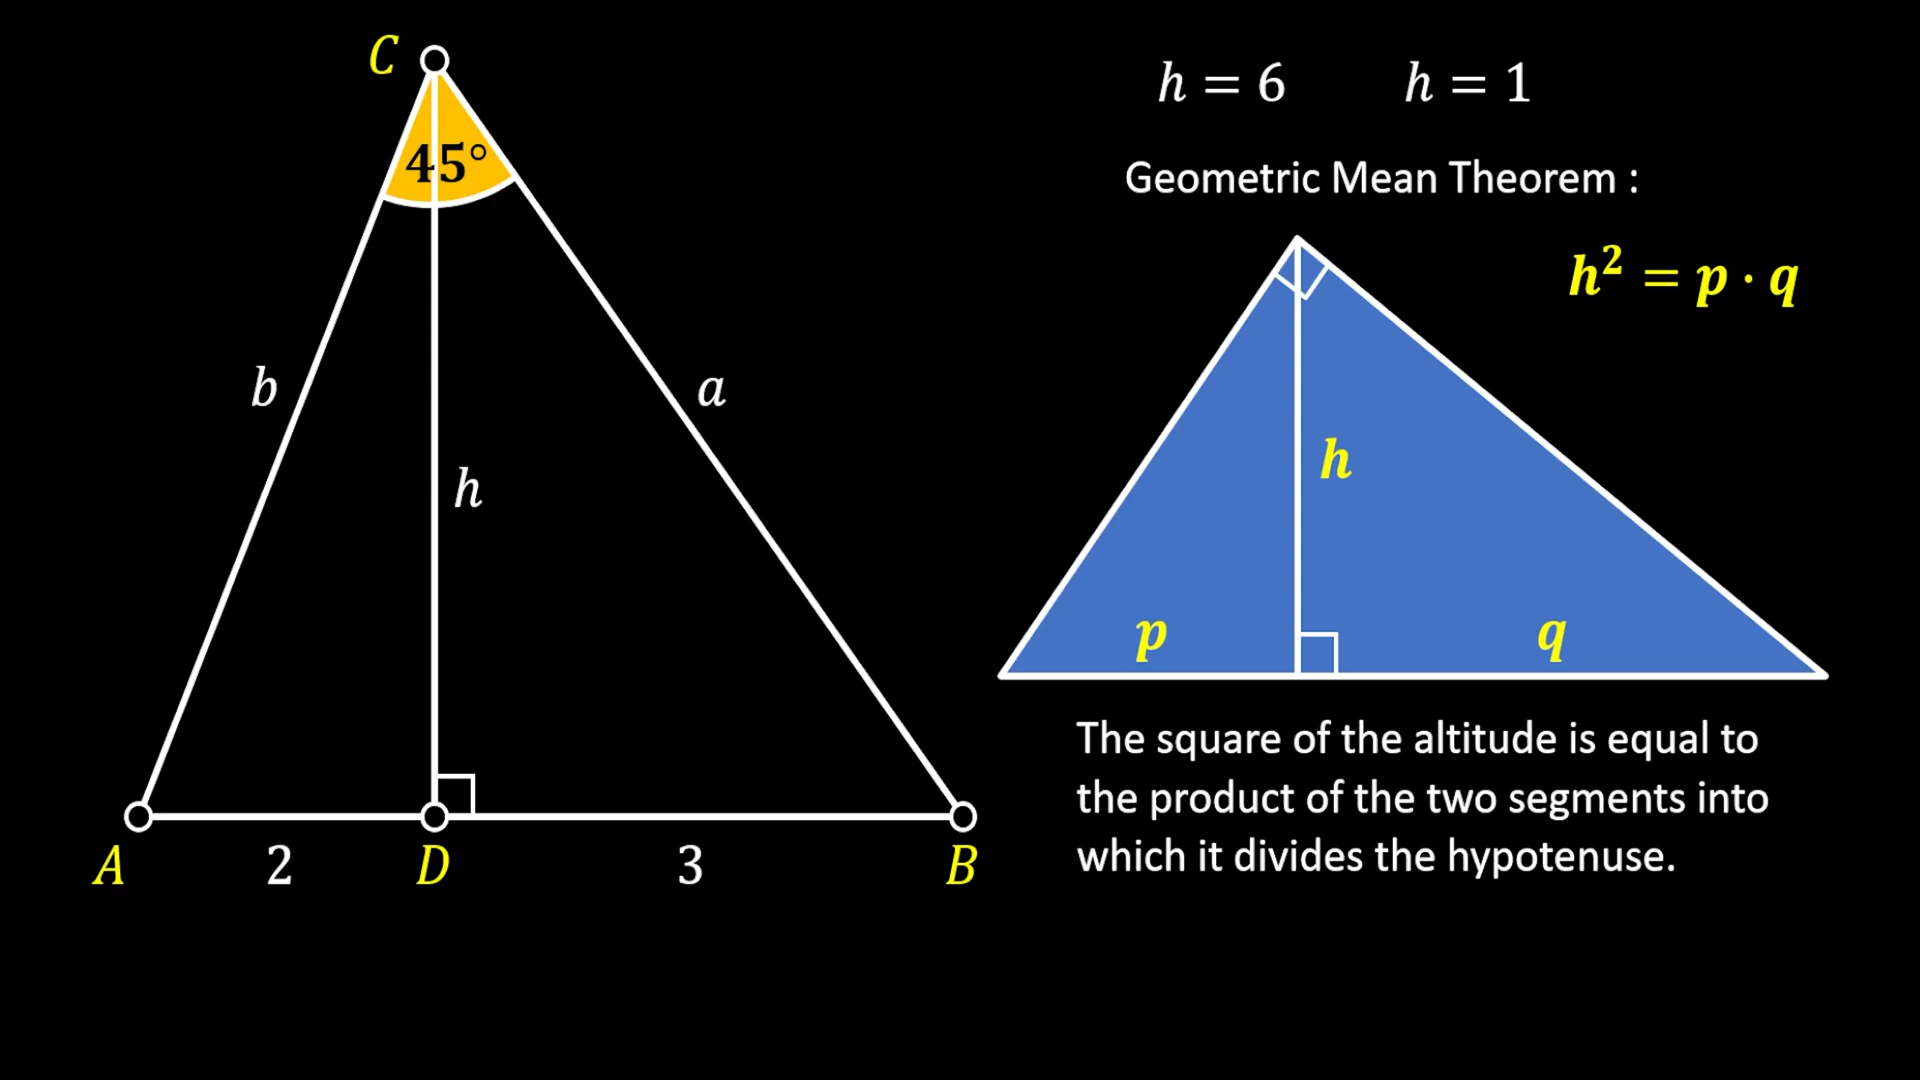 C
45°
b
a
h
A
2
D
3
B
h = 6 h = 1
Geometric Mean Theorem :
h² = p · q
h
p
q
The square of the altitude is equal to
the product of the two segments into
which it divides the hypotenuse.